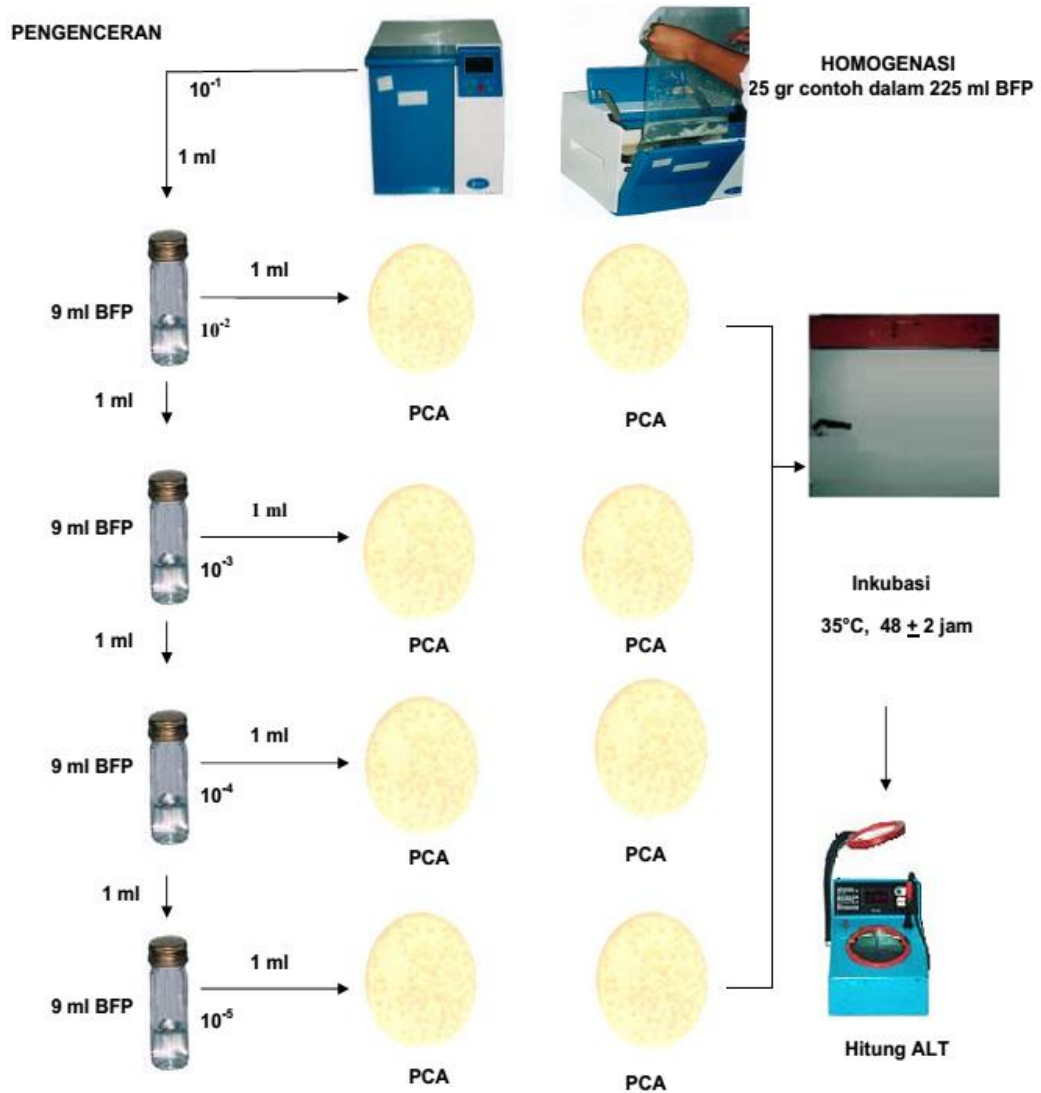 PENGENCERAN
HOMOGENASI
25 gr contoh dalam 225 ml BFP
10⁻¹
1 ml
1 ml
9 ml BFP
10⁻²
1 ml
PCA
PCA
1 ml
9 ml BFP
10⁻³
1 ml
PCA
PCA
Inkubasi
35°C, 48 ± 2 jam
1 ml
9 ml BFP
10⁻⁴
1 ml
PCA
PCA
1 ml
9 ml BFP
10⁻⁵
PCA
PCA
Hitung ALT